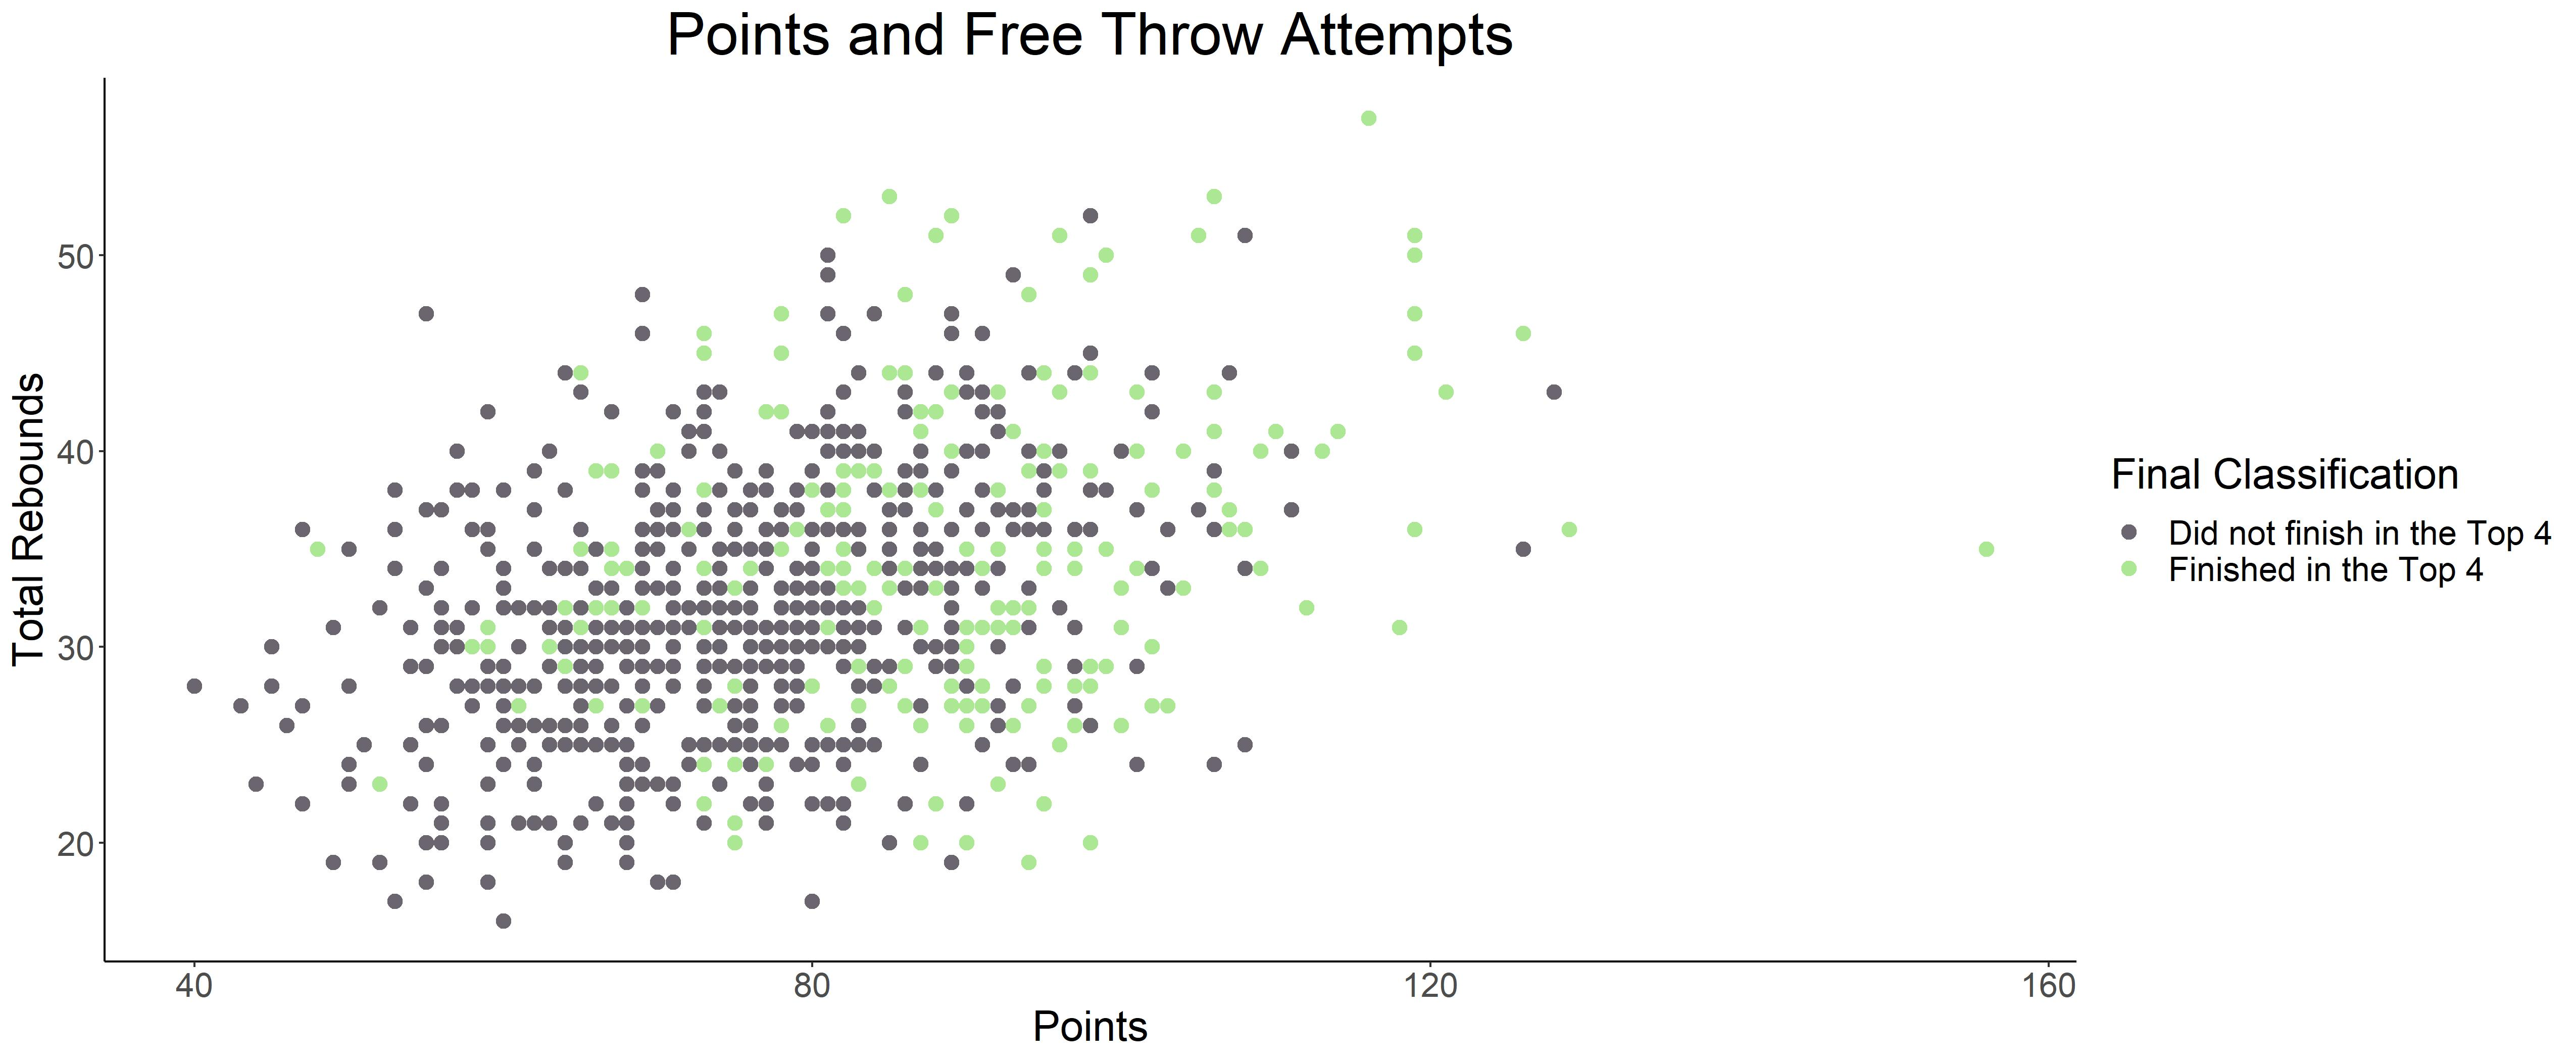 Points and Free Throw Attempts
Total Rebounds
50
40
30
20
40
80
120
160
Points
Final Classification
Did not finish in the Top 4
Finished in the Top 4